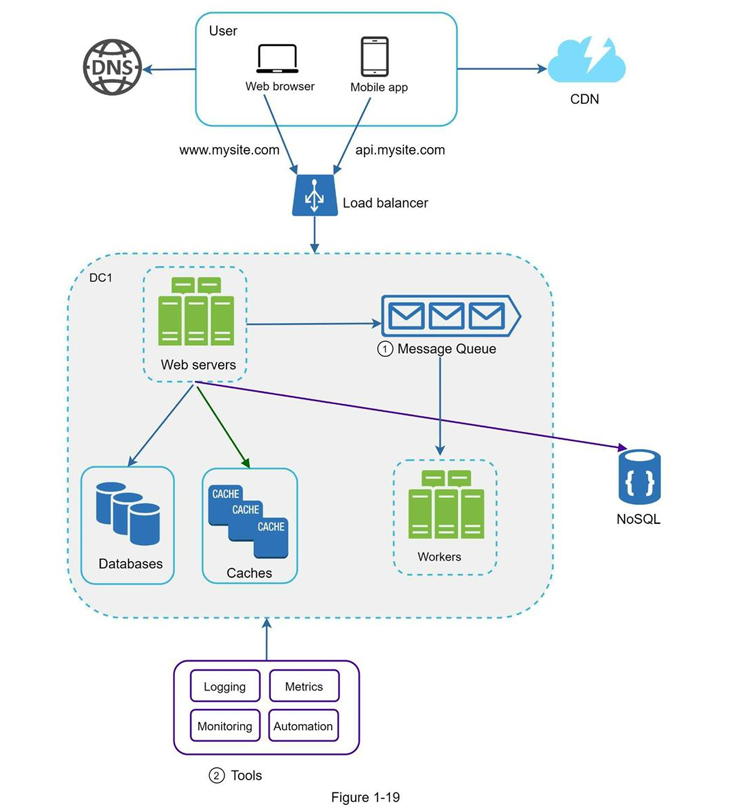 User
DNS
Web browser
Mobile app
CDN
www.mysite.com
api.mysite.com
Load balancer
DC1
Web servers
1 Message Queue
Databases
CACHE
CACHE
CACHE
Caches
Workers
{ }
NoSQL
Logging
Metrics
Monitoring
Automation
2 Tools
Figure 1-19